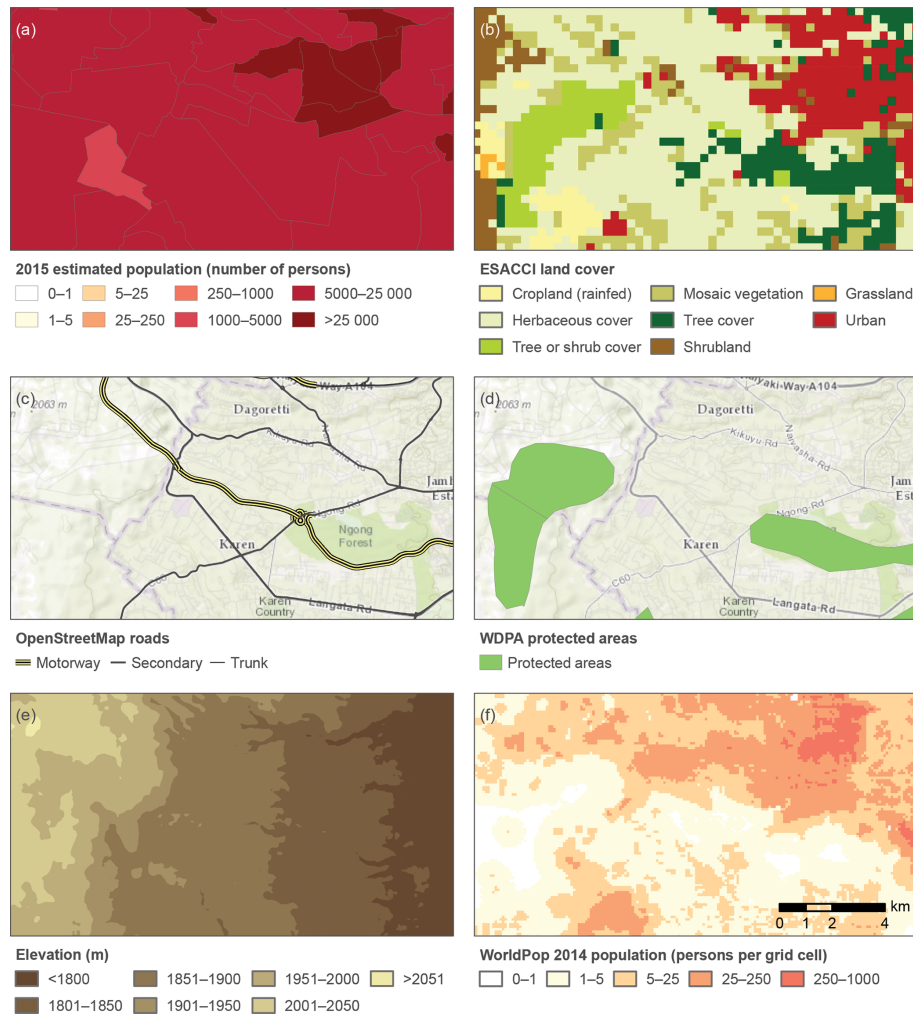 (a)
(b)
2015 estimated population (number of persons)
0–1
5–25
250–1000
5000–25 000
1–5
25–250
1000–5000
>25 000
ESACCI land cover
Cropland (rainfed)
Mosaic vegetation
Grassland
Herbaceous cover
Tree cover
Urban
Tree or shrub cover
Shrubland
(c)
Way-A104
2063 m
Dagoretti
Kikuyu-Rd
Jamh
Esta
Ngong Rd
Ngong
Forest
Karen
C60
Karen
Country
Langata Rd
OpenStreetMap roads
Motorway
Secondary
Trunk
(d)
2063 m
Dagoretti
Kikuyu-Rd
Naivasha-Rd
Jamh
Esta
Ngong Rd
Karen
C60
Karen
Country
Langata-Rd
WDPA protected areas
Protected areas
(e)
(f)
km
0 1 2 4
Elevation (m)
<1800
1851–1900
1951–2000
>2051
1801–1850
1901–1950
2001–2050
WorldPop 2014 population (persons per grid cell)
0–1
1–5
5–25
25–250
250–1000